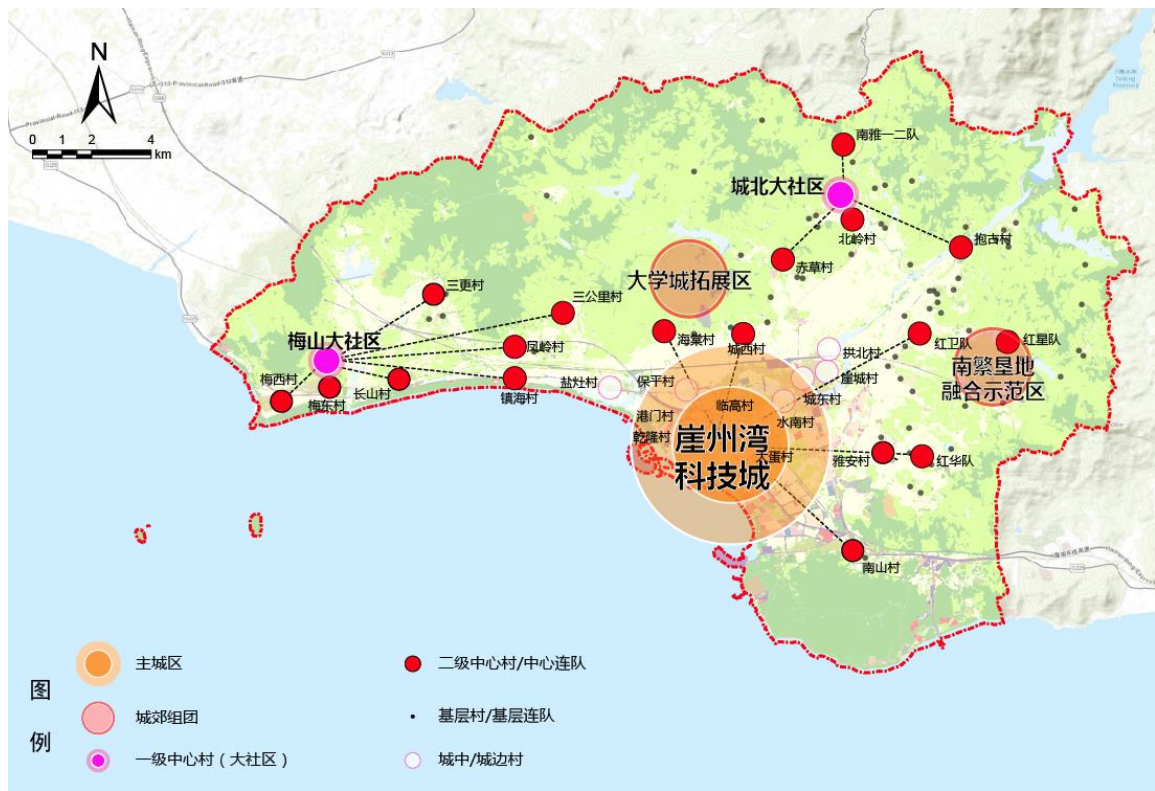 N
0 1 2 4
km
南雅一二队
城北大社区
北岭村
抱古村
赤草村
大学城拓展区
三更村
三公里村
梅山大社区
凤岭村
海棠村
城西村
拱北村
红卫队
红星队
南繁垦地
融合示范区
梅西村
梅东村
长山村
镇海村
盐灶村
保平村
崖城村
城东村
临高村
港门村
水南村
乾隆村
崖州湾
科技城
大蛋村
雅安村
红华队
南山村
图
例
主城区
城郊组团
一级中心村（大社区）
二级中心村/中心连队
基层村/基层连队
城中/城边村